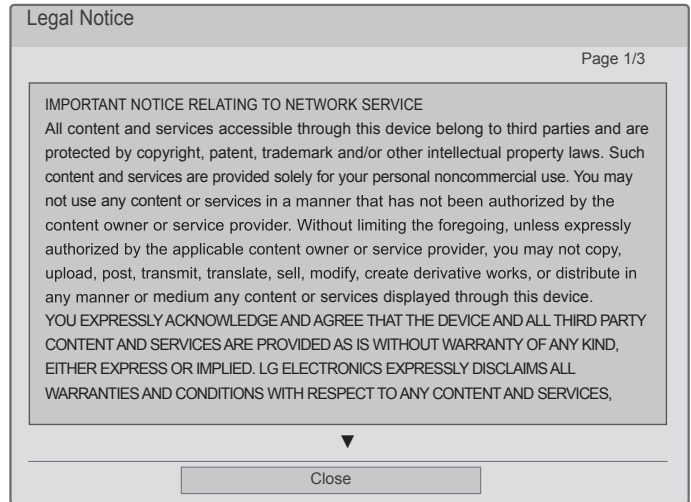 Legal Notice
Page 1/3
IMPORTANT NOTICE RELATING TO NETWORK SERVICE
All content and services accessible through this device belong to third parties and are
protected by copyright, patent, trademark and/or other intellectual property laws. Such
content and services are provided solely for your personal noncommercial use. You may
not use any content or services in a manner that has not been authorized by the
content owner or service provider. Without limiting the foregoing, unless expressly
authorized by the applicable content owner or service provider, you may not copy,
upload, post, transmit, translate, sell, modify, create derivative works, or distribute in
any manner or medium any content or services displayed through this device.
YOU EXPRESSLY ACKNOWLEDGE AND AGREE THAT THE DEVICE AND ALL THIRD PARTY
CONTENT AND SERVICES ARE PROVIDED AS IS WITHOUT WARRANTY OF ANY KIND,
EITHER EXPRESS OR IMPLIED. LG ELECTRONICS EXPRESSLY DISCLAIMS ALL
WARRANTIES AND CONDITIONS WITH RESPECT TO ANY CONTENT AND SERVICES,
▼
Close